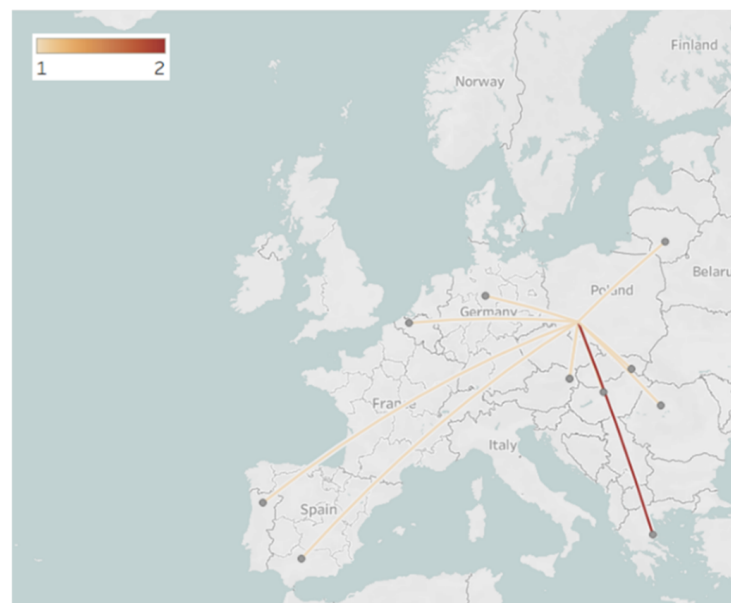 1 2
Finland
Norway
Belaru
Poland
Germany
France
Italy
Spain